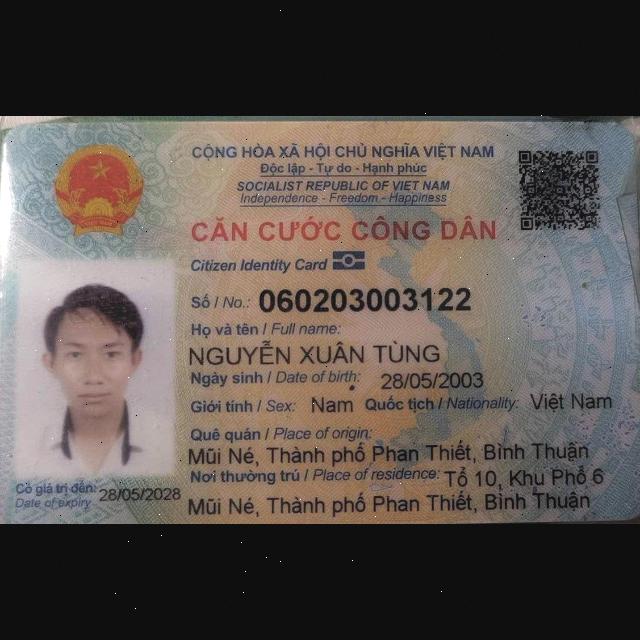 CỘNG HÒA XÃ HỘI CHỦ NGHĨA VIỆT NAM
Độc lập - Tự do - Hạnh phúc
SOCIALIST REPUBLIC OF VIET NAM
Independence - Freedom - Happiness
CĂN CƯỚC CÔNG DÂN
Citizen Identity Card
Số / No.: 060203003122
Họ và tên / Full name:
NGUYỄN XUÂN TÙNG
Ngày sinh / Date of birth: 28/05/2003
Giới tính / Sex: Nam Quốc tịch / Nationality: Việt Nam
Quê quán / Place of origin:
Mũi Né, Thành phố Phan Thiết, Bình Thuận
Nơi thường trú / Place of residence: Tổ 10, Khu Phố 6
Mũi Né, Thành phố Phan Thiết, Bình Thuận
Có giá trị đến: 28/05/2028
Date of expiry